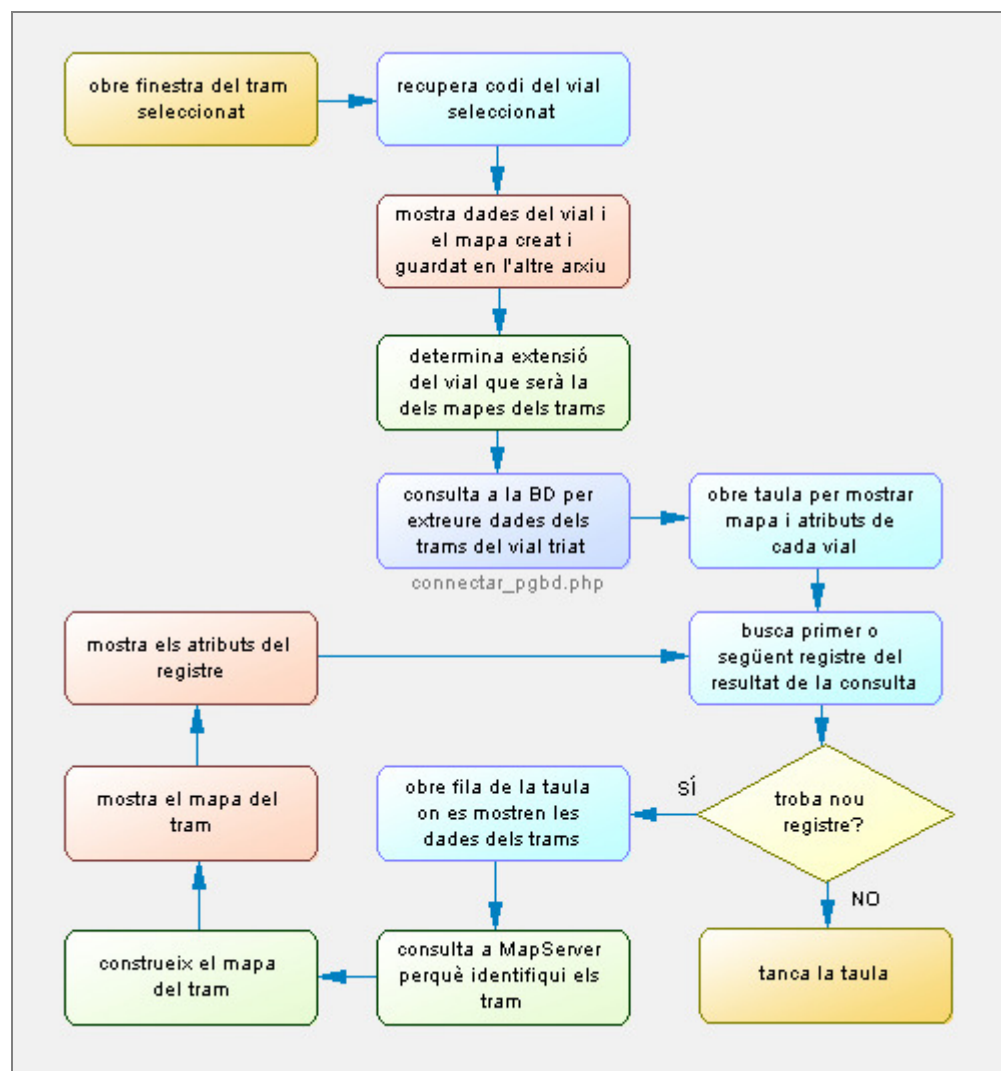 obre finestra del tram
seleccionat
recupera codi del vial
seleccionat
mostra dades del vial i
el mapa creat i
guardat en l'altre arxiu
determina extensió
del vial que serà la
dels mapes dels trams
consulta a la BD per
extreure dades dels
trams del vial triat
connectar_pgbd.php
obre taula per mostrar
mapa i atributs de
cada vial
busca primer o
següent registre del
resultat de la consulta
troba nou
registre?
SÍ
NO
tanca la taula
obre fila de la taula
on es mostren les
dades dels trams
consulta a MapServer
perquè identifiqui els
tram
construeix el mapa
del tram
mostra el mapa del
tram
mostra els atributs del
registre